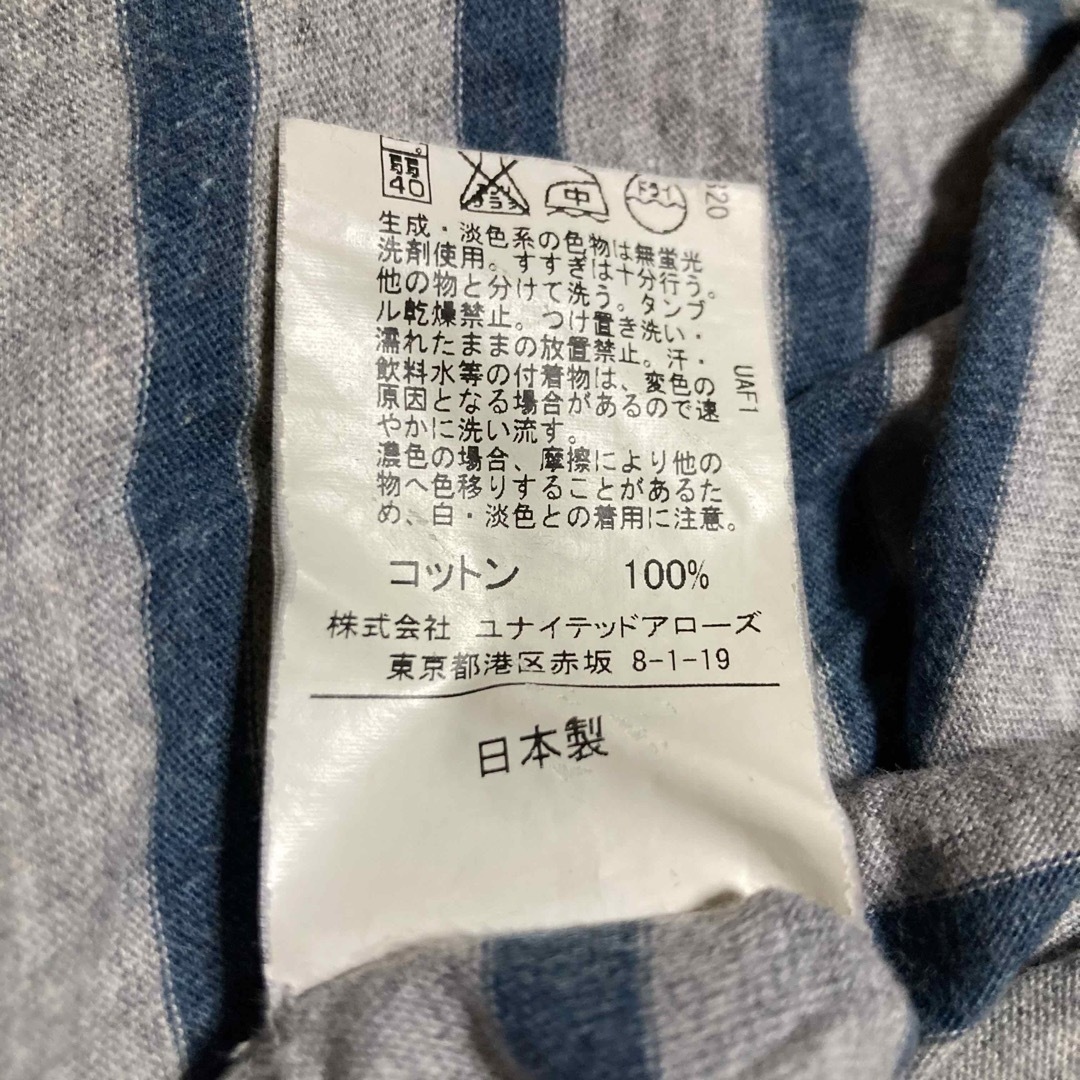 弱
40
エンソ
サラシ
中
ドライ
120
生成・淡色系の色物は無蛍光
洗剤使用。すすぎは十分行う。
他の物と分けて洗う。タンブ
ル乾燥禁止。つけ置き洗い・
濡れたままの放置禁止。汗・
飲料水等の付着物は、変色の
原因となる場合があるので速
やかに洗い流す。
濃色の場合、摩擦により他の
物へ色移りすることがあるた
め、白・淡色との着用に注意。
UAF1
コットン 100%
株式会社 ユナイテッドアローズ
東京都港区赤坂 8-1-19
日本製